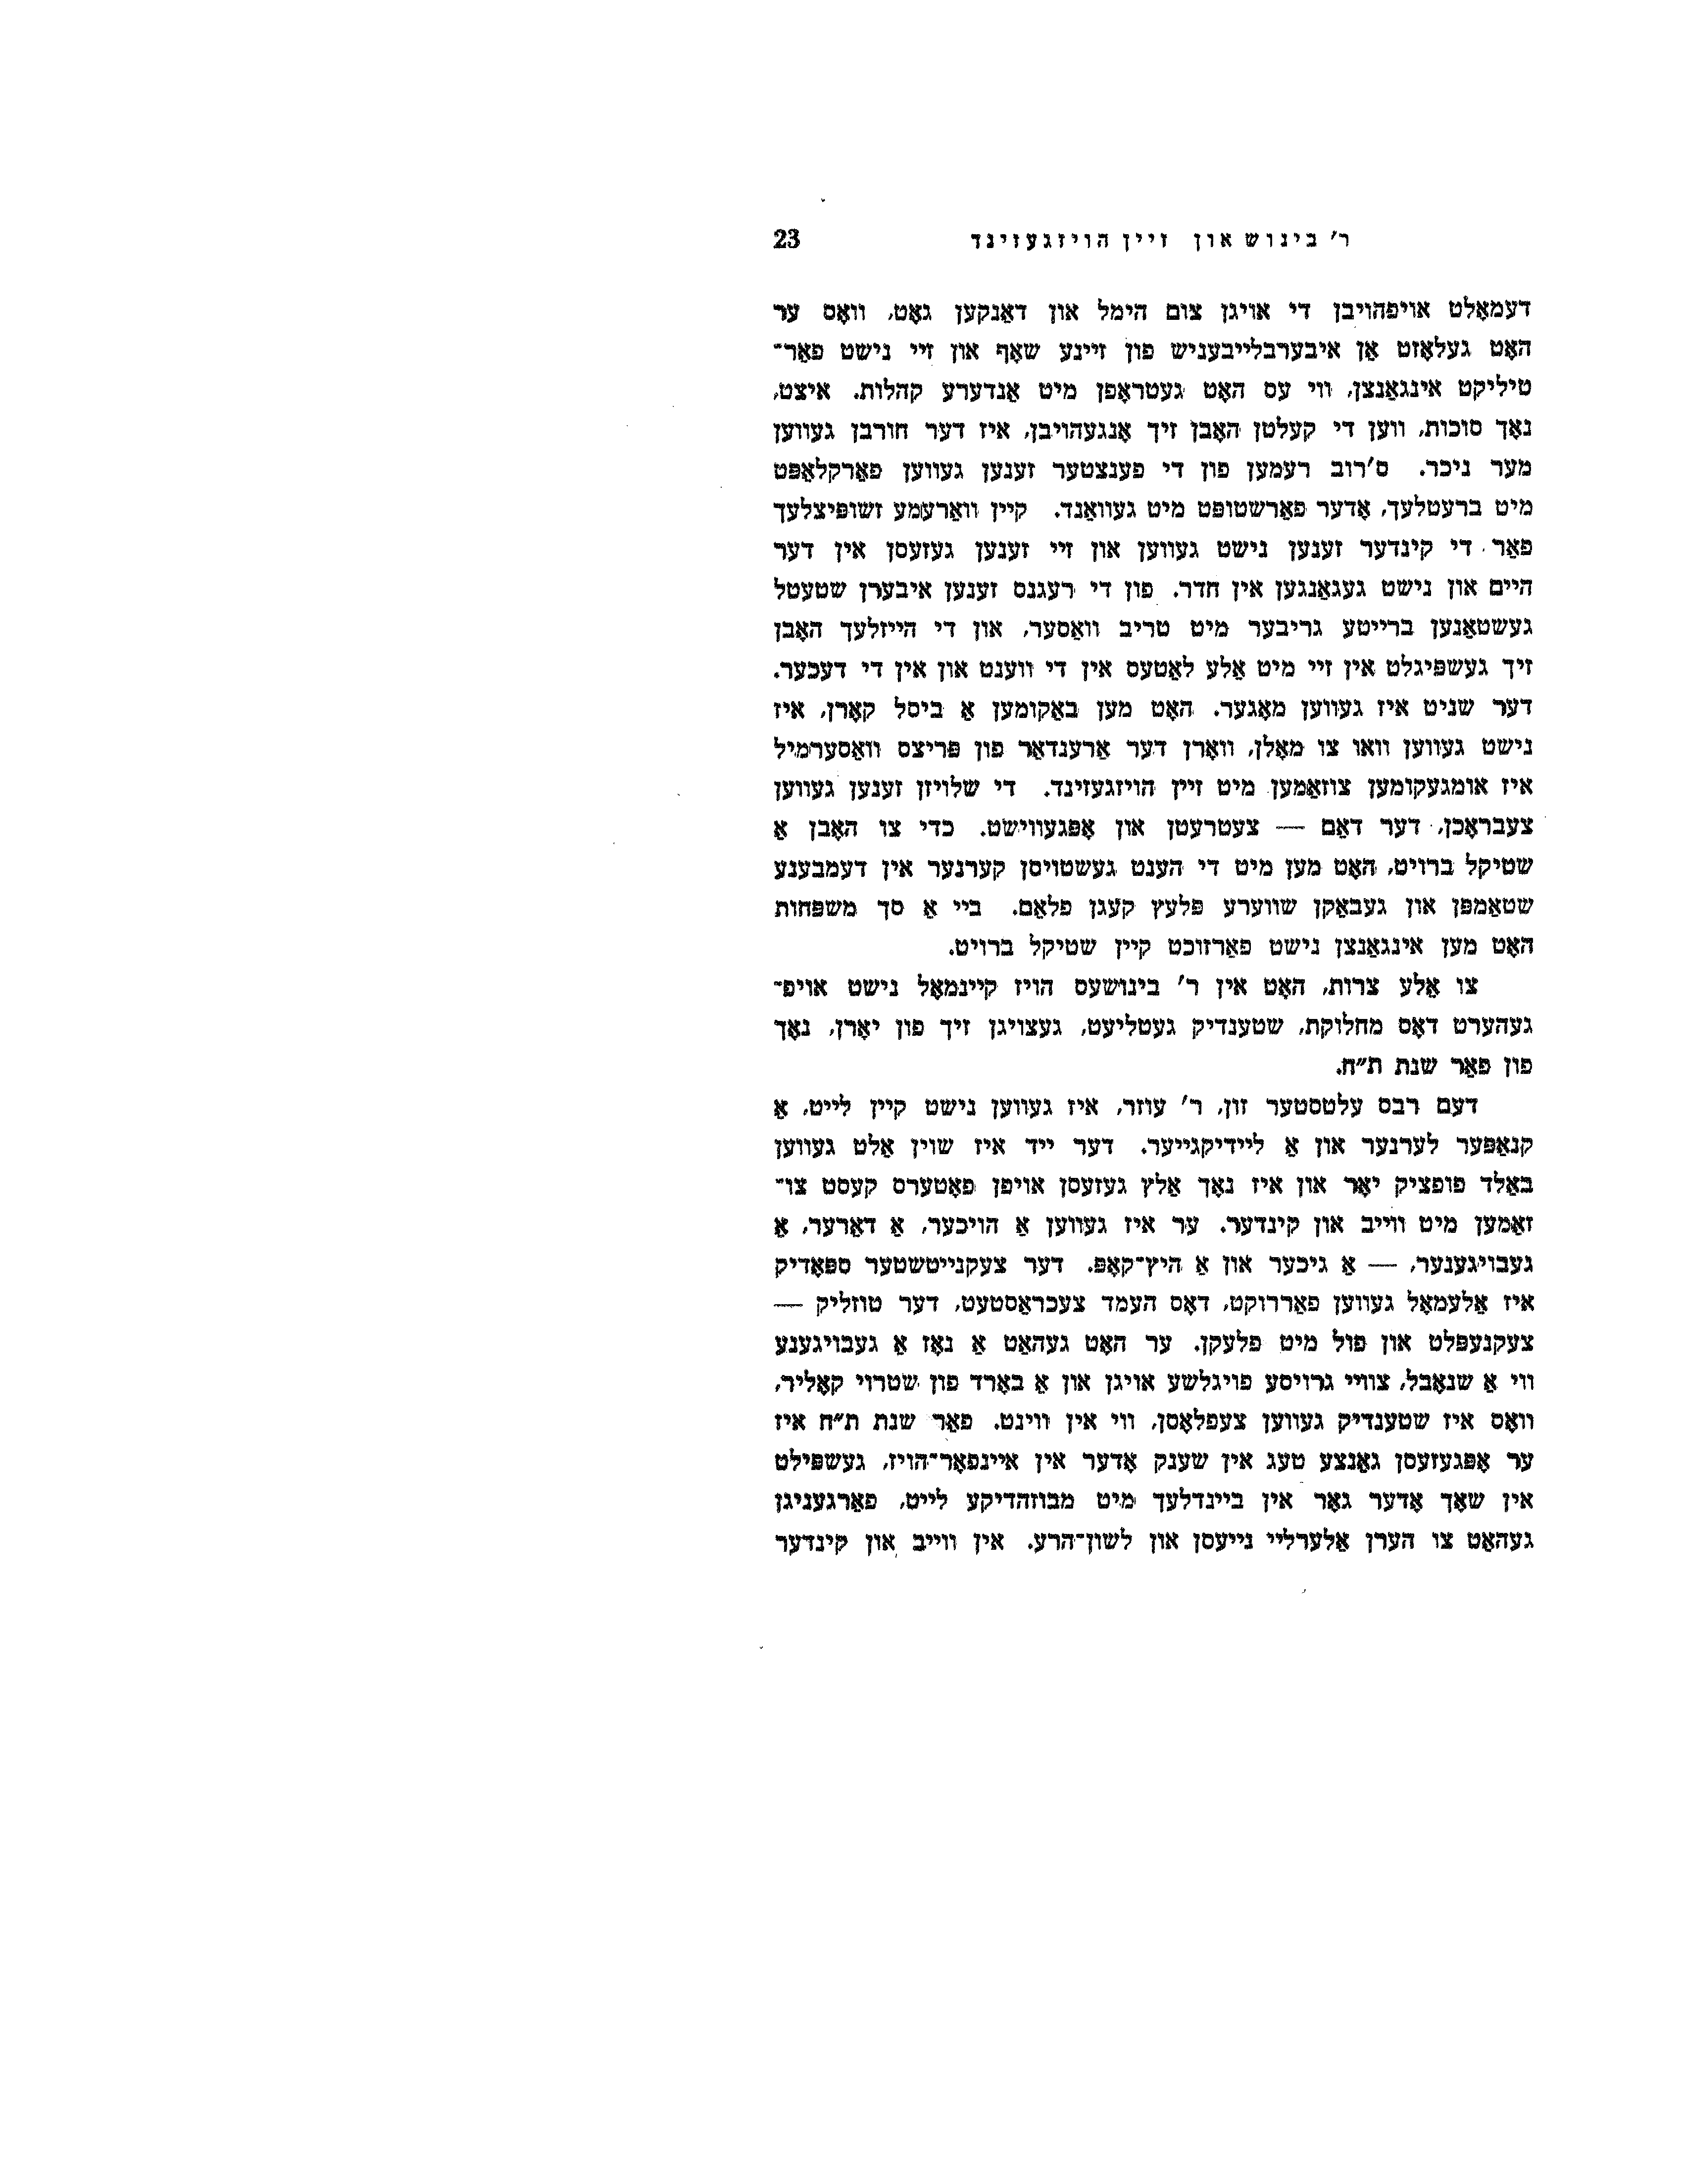 ר׳ בינוש און זיין הויזגעזינד 23
דעמאָלט אויפהויבן די אויגן צום הימל און דאַנקען גאָט, וואָס ער
האָט געלאָזט אַן איבערבלייבעניש פון זיינע שאָף און זיי נישט פאַר־
טיליקט אינגאַנצן, ווי עס האָט געטראָפן מיט אַנדערע קהלות. איצט,
נאָך סוכות, ווען די קעלטן האָבן זיך אָנגעהויבן, איז דער חורבן געווען
מער ניכר. ס׳רוב רעמען פון די פענצטער זענען געווען פאַרקלאַפּט
מיט ברעטלעך, אָדער פאַרשטופּט מיט געוואַנד. קיין וואַרעמע זשופּיצלעך
פאַר די קינדער זענען נישט געווען און זיי זענען געזעסן אין דער
היים און נישט געגאַנגען אין חדר. פון די רעגנס זענען איבערן שטעטל
געשטאַנען ברייטע גריבער מיט טריב וואַסער, און די הייזלעך האָבן
זיך געשפּיגלט אין זיי מיט אַלע לאַטעס אין די ווענט און אין די דעכער.
דער שניט איז געווען מאָגער. האָט מען באַקומען אַ ביסל קאָרן, איז
נישט געווען וואו צו מאָלן, וואָרן דער אַרענדאַר פון פּריצס וואַסערמיל
איז אומגעקומען צוזאַמען מיט זיין הויזגעזינד. די שלויזן זענען געווען
צעבראָכן, דער דאַם — צעטרעטן און אָפּגעווישט. כדי צו האָבן אַ
שטיקל ברויט, האָט מען מיט די הענט געשטויסן קערנער אין דעמבענע
שטאַמפּן און געבאַקן שווערע פּלעץ קעגן פלאַם. ביי אַ סך משפּחות
האָט מען אינגאַנצן נישט פאַרזוכט קיין שטיקל ברויט.
צו אַלע צרות, האָט אין ר׳ בינושעס הויז קיינמאָל נישט אויפ־
געהערט דאָס מחלוקת, שטענדיק געטליעט, געצויגן זיך פון יאָרן, נאָך
פון פאַר שנת ת״ח.
דעם רבס עלטסטער זון, ר׳ עוזר, איז געווען נישט קיין לייט, אַ
קנאַפּער לערנער און אַ ליידיקגייער. דער ייד איז שוין אַלט געווען
באַלד פופציק יאָר און איז נאָך אַלץ געזעסן אויפן פאָטערס קעסט צו־
זאַמען מיט ווייב און קינדער. ער איז געווען אַ הויכער, אַ דאַרער, אַ
געבויגענער, — אַ גיכער און אַ היץ־קאָפּ. דער צעקנייטשטער ספּאָדיק
איז אַלעמאָל געווען פאַררוקט, דאָס העמד צעכראַסטעט, דער טוזליק —
צעקנעפּלט און פול מיט פלעקן. ער האָט געהאַט אַ נאָז אַ געבויגענע
ווי אַ שנאָבל, צוויי גרויסע פויגלשע אויגן און אַ באָרד פון שטרוי קאָליר,
וואָס איז שטענדיק געווען צעפלאָסן, ווי אין ווינט. פאַר שנת ת״ח איז
ער אָפּגעזעסן גאַנצע טעג אין שענק אָדער אין איינפאָר־הויז, געשפּילט
אין שאָך אָדער גאָר אין ביינדלעך מיט מבוזהדיקע לייט, פאַרגעניגן
געהאַט צו הערן אַלערליי נייעסן און לשון־הרע. אין ווייב און קינדער